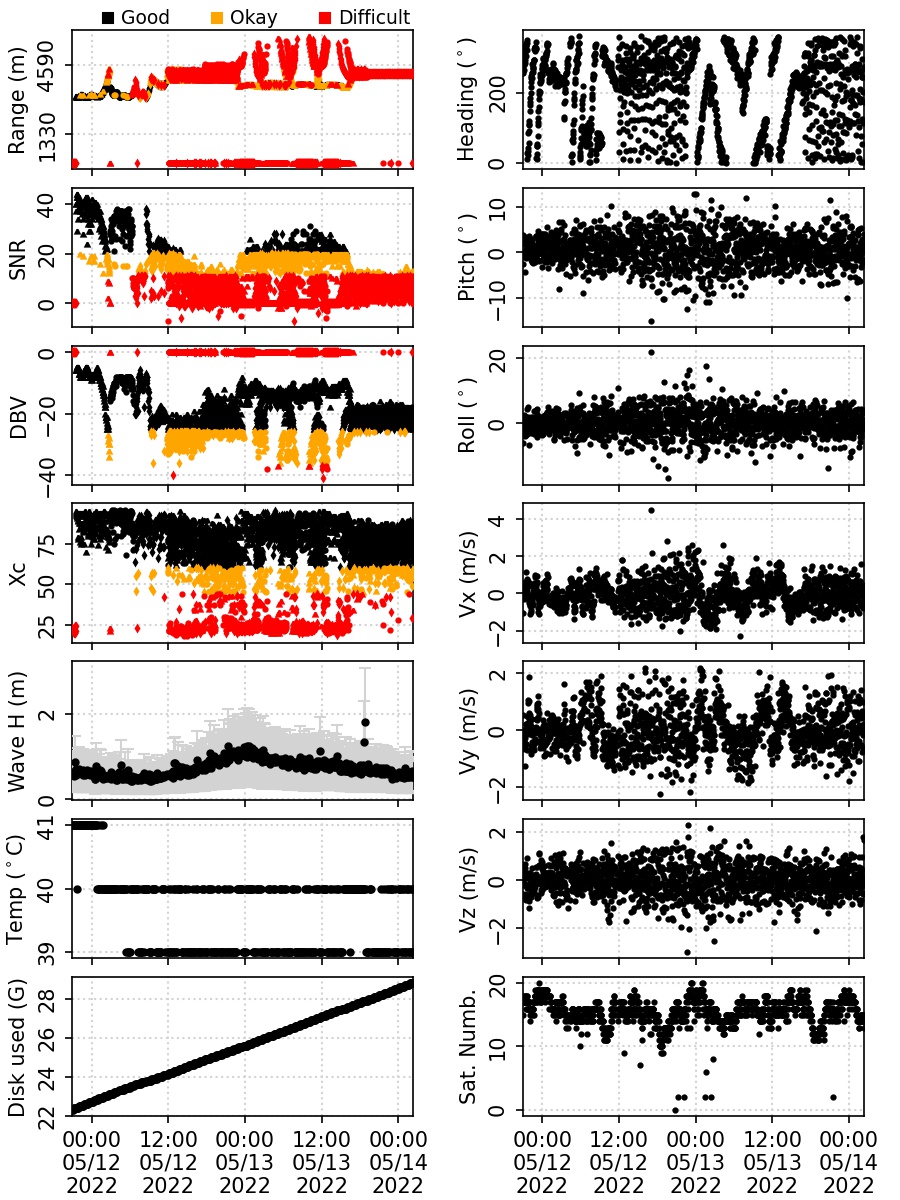 Good Okay Difficult
Range (m)
4590
1330
Heading (°)
200
0
SNR
40
20
0
Pitch (°)
10
0
−10
DBV
0
−20
−40
Roll (°)
20
0
Xc
75
50
25
Vx (m/s)
4
2
0
−2
Wave H (m)
2
0
Vy (m/s)
2
0
−2
Temp (°C)
41
40
39
Vz (m/s)
2
0
−2
Disk used (G)
28
26
24
22
Sat. Numb.
20
10
0
00:00 12:00 00:00 12:00 00:00
05/12 05/12 05/13 05/13 05/14
2022 2022 2022 2022 2022
00:00 12:00 00:00 12:00 00:00
05/12 05/12 05/13 05/13 05/14
2022 2022 2022 2022 2022